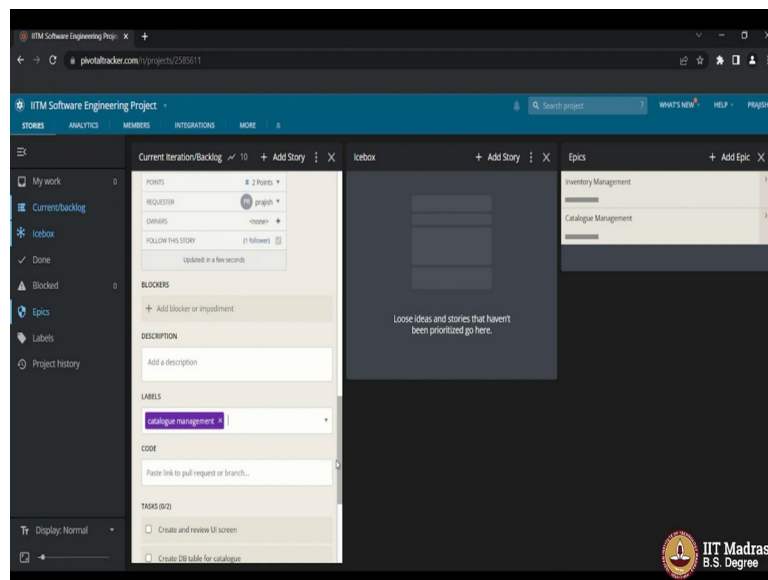 IITM Software Engineering Proje × +
pivotaltracker.com/n/projects/2585611
IITM Software Engineering Project
Search project ?
WHAT'S NEW HELP PRAJISH
STORIES ANALYTICS MEMBERS INTEGRATIONS MORE
Current Iteration/Backlog 10 + Add Story
Icebox + Add Story
Epics + Add Epic
My work 0
Current/backlog
Icebox
Done
Blocked 0
Epics
Labels
Project history
Display: Normal
POINTS 2 Points
REQUESTER PR prajish
OWNERS <none> +
FOLLOW THIS STORY (1 follower)
Updated: in a few seconds
BLOCKERS
+ Add blocker or impediment
DESCRIPTION
Add a description
LABELS
catalogue management ×
CODE
Paste link to pull request or branch...
TASKS (0/2)
Create and review UI screen
Create DB table for catalogue
Loose ideas and stories that haven't
been prioritized go here.
Inventory Management
Catalogue Management
IIT Madras
B.S. Degree